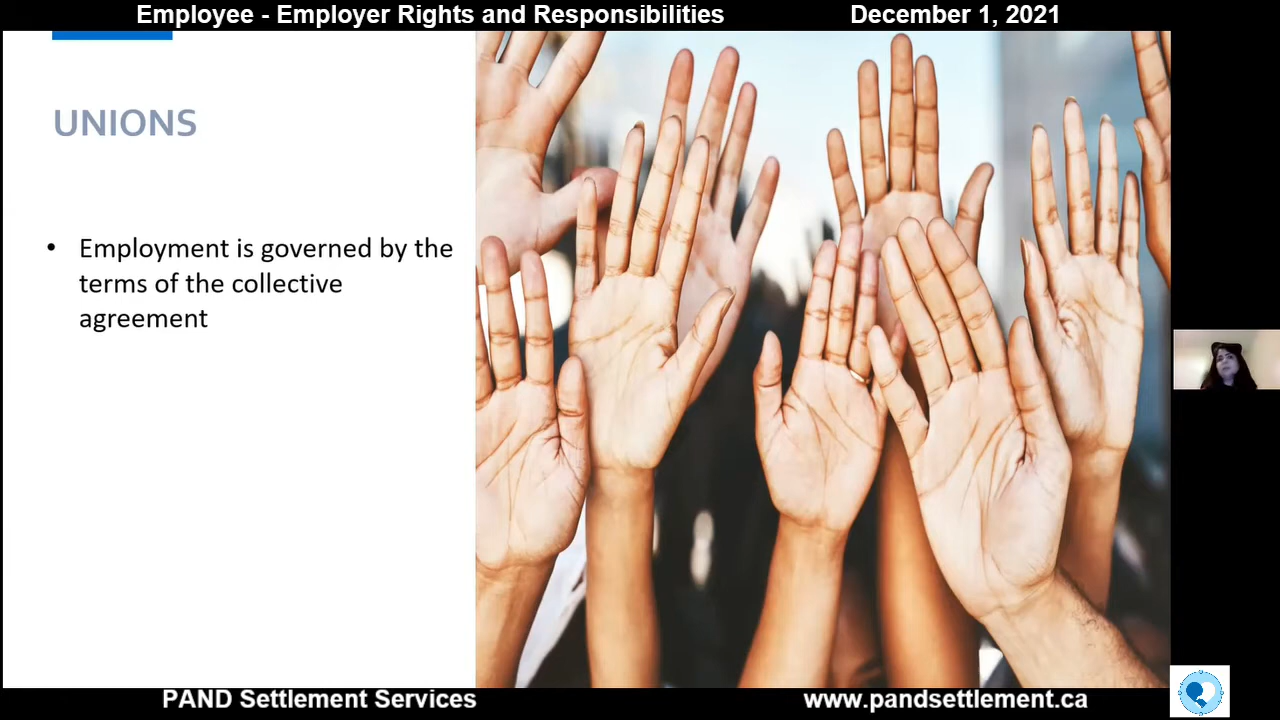 Employee - Employer Rights and Responsibilities December 1, 2021
UNIONS
• Employment is governed by the
terms of the collective
agreement
PAND Settlement Services www.pandsettlement.ca